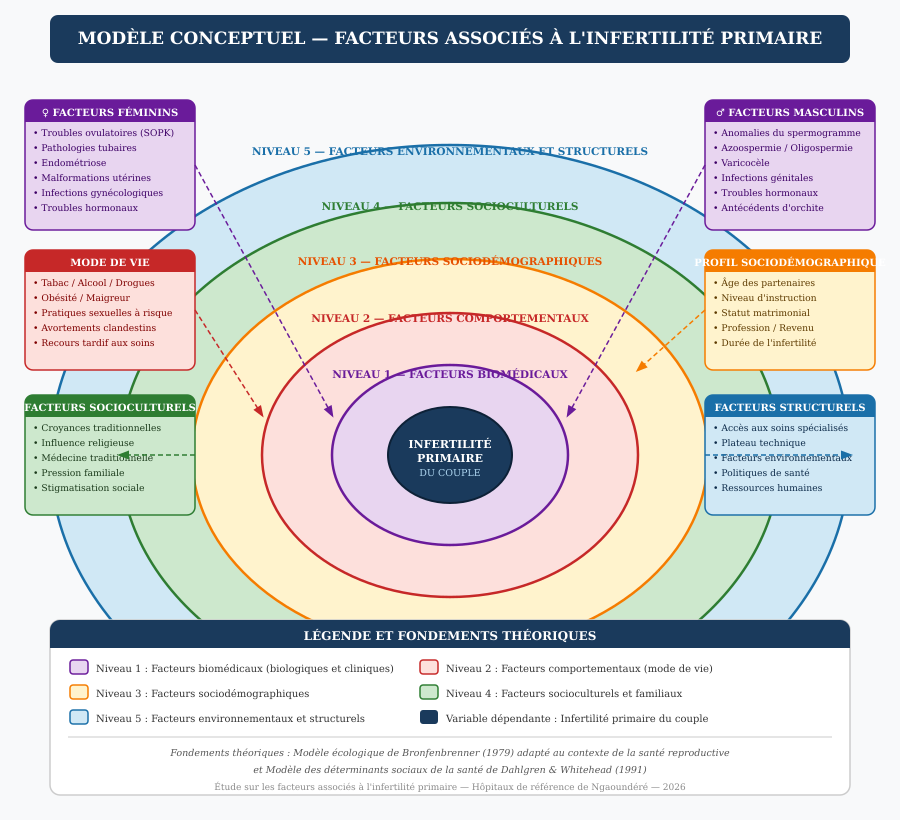 MODÈLE CONCEPTUEL — FACTEURS ASSOCIÉS À L'INFERTILITÉ PRIMAIRE
♀ FACTEURS FÉMININS
• Troubles ovulatoires (SOPK)
• Pathologies tubaires
• Endométriose
• Malformations utérines
• Infections gynécologiques
• Troubles hormonaux
♂ FACTEURS MASCULINS
• Anomalies du spermogramme
• Azoospermie / Oligospermie
• Varicocèle
• Infections génitales
• Troubles hormonaux
• Antécédents d'orchite
NIVEAU 5 — FACTEURS ENVIRONNEMENTAUX ET STRUCTURELS
NIVEAU 4 — FACTEURS SOCIOCULTURELS
NIVEAU 3 — FACTEURS SOCIODÉMOGRAPHIQUES
NIVEAU 2 — FACTEURS COMPORTEMENTAUX
NIVEAU 1 — FACTEURS BIOMÉDICAUX
MODE DE VIE
• Tabac / Alcool / Drogues
• Obésité / Maigreur
• Pratiques sexuelles à risque
• Avortements clandestins
• Recours tardif aux soins
PROFIL SOCIODÉMOGRAPHIQUE
• Âge des partenaires
• Niveau d'instruction
• Statut matrimonial
• Profession / Revenu
• Durée de l'infertilité
FACTEURS SOCIOCULTURELS
• Croyances traditionnelles
• Influence religieuse
• Médecine traditionnelle
• Pression familiale
• Stigmatisation sociale
INFERTILITÉ
PRIMAIRE
DU COUPLE
FACTEURS STRUCTURELS
• Accès aux soins spécialisés
• Plateau technique
• Facteurs environnementaux
• Politiques de santé
• Ressources humaines
LÉGENDE ET FONDEMENTS THÉORIQUES
Niveau 1 : Facteurs biomédicaux (biologiques et cliniques)
Niveau 2 : Facteurs comportementaux (mode de vie)
Niveau 3 : Facteurs sociodémographiques
Niveau 4 : Facteurs socioculturels et familiaux
Niveau 5 : Facteurs environnementaux et structurels
Variable dépendante : Infertilité primaire du couple
Fondements théoriques : Modèle écologique de Bronfenbrenner (1979) adapté au contexte de la santé reproductive
et Modèle des déterminants sociaux de la santé de Dahlgren & Whitehead (1991)
Étude sur les facteurs associés à l'infertilité primaire — Hôpitaux de référence de Ngaoundéré — 2026